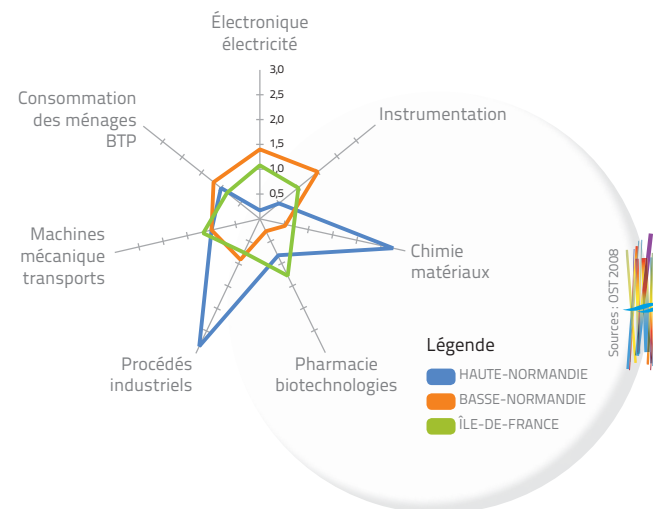 Électronique
électricité
3,0
2,5
2,0
1,5
1,0
0,5
Instrumentation
Chimie
matériaux
Pharmacie
biotechnologies
Procédés
industriels
Machines
mécanique
transports
Consommation
des ménages
BTP
Légende
HAUTE-NORMANDIE
BASSE-NORMANDIE
ÎLE-DE-FRANCE
Sources : OST 2008